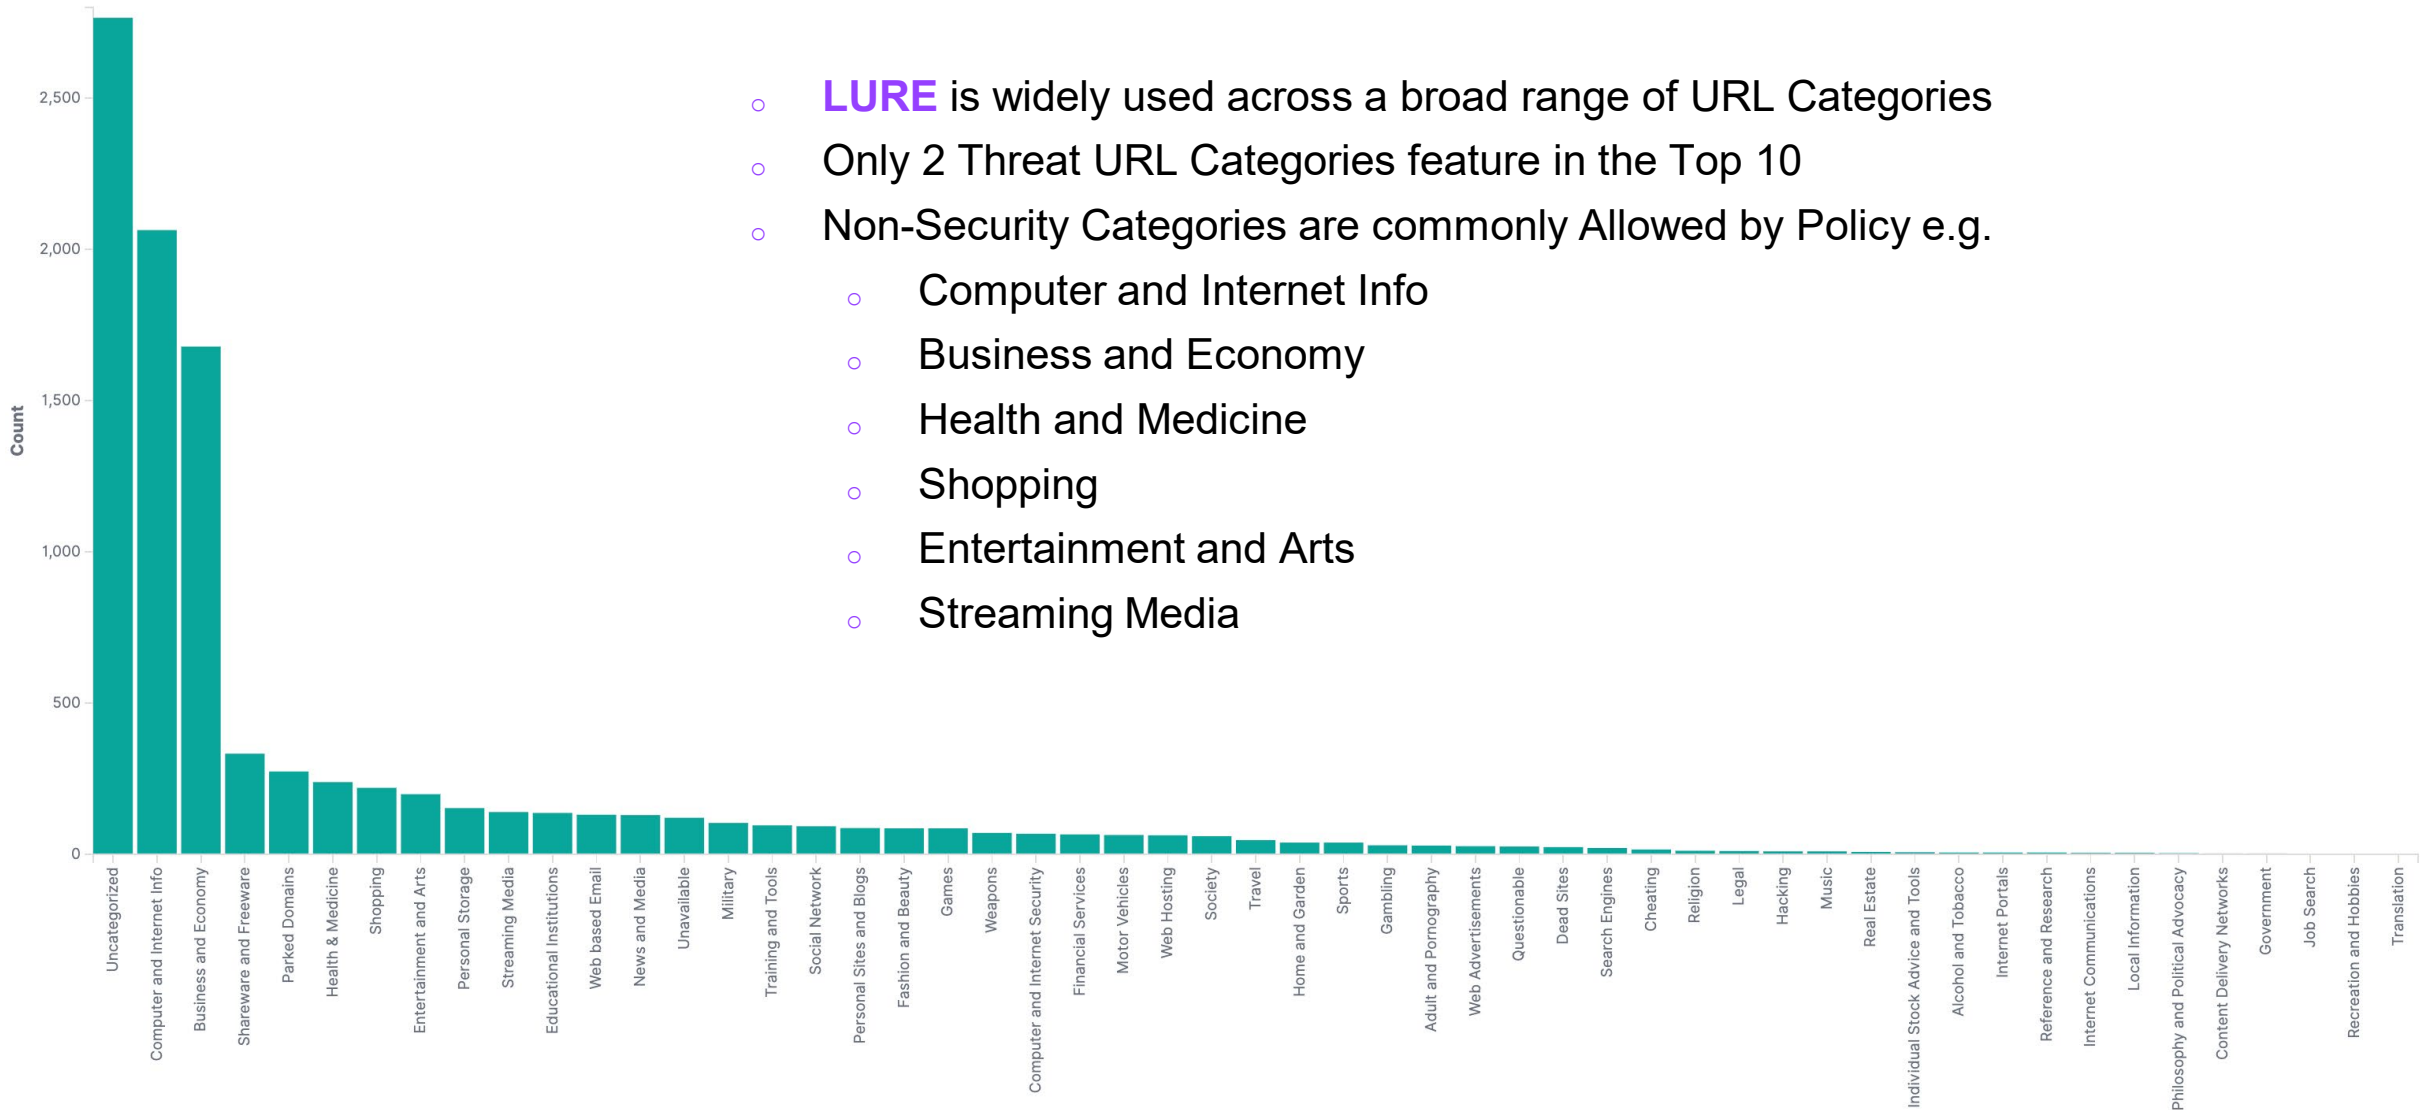 LURE is widely used across a broad range of URL Categories
Only 2 Threat URL Categories feature in the Top 10
Non-Security Categories are commonly Allowed by Policy e.g.
Computer and Internet Info
Business and Economy
Health and Medicine
Shopping
Entertainment and Arts
Streaming Media
Count
2,500
2,000
1,500
1,000
500
0
Uncategorized
Computer and Internet Info
Business and Economy
Shareware and Freeware
Parked Domains
Health & Medicine
Shopping
Entertainment and Arts
Personal Storage
Streaming Media
Educational Institutions
Web based Email
News and Media
Unavailable
Military
Training and Tools
Social Network
Personal Sites and Blogs
Fashion and Beauty
Games
Weapons
Computer and Internet Security
Financial Services
Motor Vehicles
Web Hosting
Society
Travel
Home and Garden
Sports
Gambling
Adult and Pornography
Web Advertisements
Questionable
Dead Sites
Search Engines
Cheating
Religion
Legal
Hacking
Music
Real Estate
Individual Stock Advice and Tools
Alcohol and Tobacco
Internet Portals
Reference and Research
Internet Communications
Local Information
Philosophy and Political Advocacy
Content Delivery Networks
Government
Job Search
Recreation and Hobbies
Translation